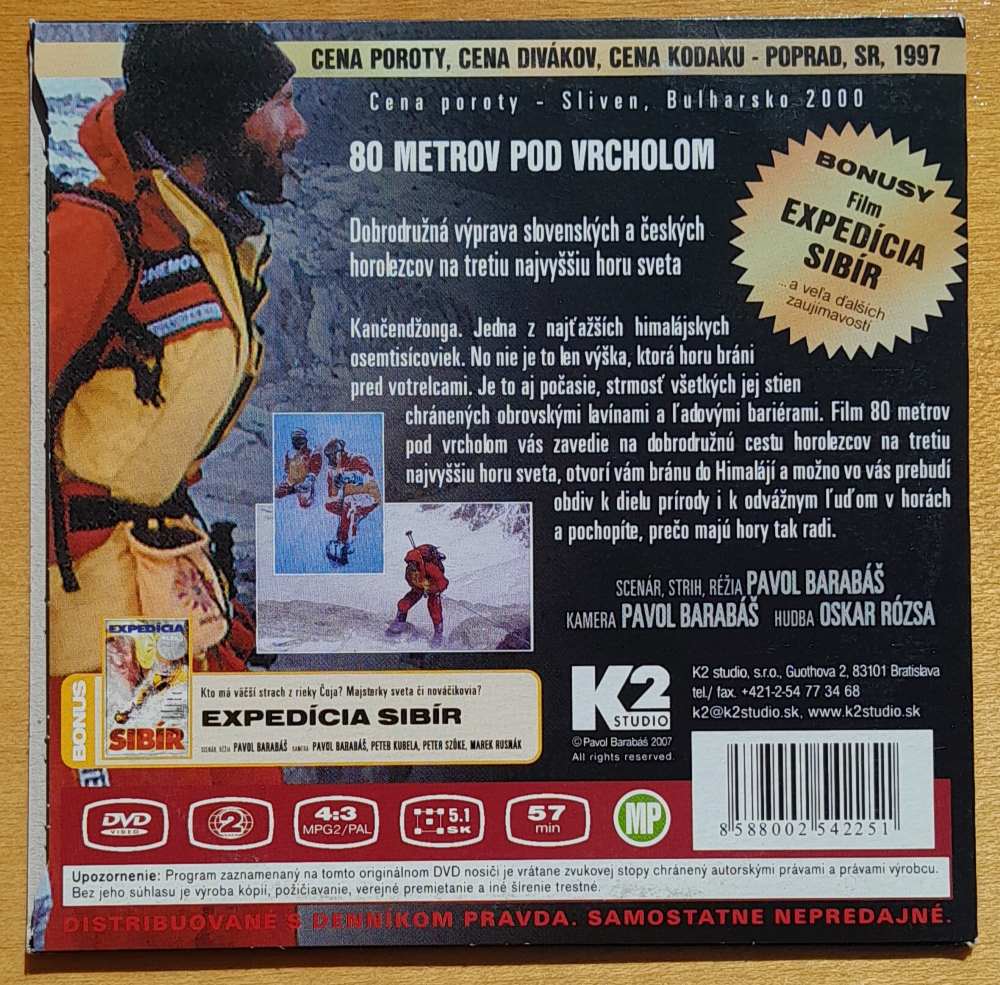 CENA POROTY, CENA DIVÁKOV, CENA KODAKU - POPRAD, SR, 1997
Cena poroty - Sliven, Bulharsko 2000
80 METROV POD VRCHOLOM
BONUSY
Film
EXPEDÍCIA
SIBÍR
...a veľa ďalších
zaujímavostí
Dobrodružná výprava slovenských a českých
horolezcov na tretiu najvyššiu horu sveta
Kančendžonga. Jedna z najťažších himalájskych
osemtisícoviek. No nie je to len výška, ktorá horu bráni
pred votrelcami. Je to aj počasie, strmosť všetkých jej stien
chránených obrovskými lavínami a ľadovými bariérami. Film 80 metrov
pod vrcholom vás zavedie na dobrodružnú cestu horolezcov na tretiu
najvyššiu horu sveta, otvorí vám bránu do Himalájí a možno vo vás prebudí
obdiv k dielu prírody i k odvážnym ľuďom v horách
a pochopíte, prečo majú hory tak radi.
SCENÁR, STRIH, RÉŽIA PAVOL BARABÁŠ
KAMERA PAVOL BARABÁŠ HUDBA OSKAR RÓZSA
K2
STUDIO
©Pavol Barabáš 2007
All rights reserved.
K2 studio, s.r.o., Guothova 2, 83101 Bratislava
tel./ fax. +421-2-54 77 34 68
k2@k2studio.sk, www.k2studio.sk
BONUS
EXPEDÍCIA
SIBÍR
Kto má väčší strach z rieky Čoja? Majsterky sveta či nováčikovia?
EXPEDÍCIA SIBÍR
SCENÁR, RÉŽIA PAVOL BARABÁŠ KAMERA PAVOL BARABÁŠ, PETER KUBELA, PETER SZÖKE, MAREK RUSNÁK
DVD
VIDEO
2
4:3
MPG2/PAL
5.1
SK
57
min
MP
8588002542251
Upozornenie: Program zaznamenaný na tomto originálnom DVD nosiči je vrátane zvukovej stopy chránený autorskými právami a právami výrobcu.
Bez jeho súhlasu je výroba kópií, požičiavanie, verejné premietanie a iné šírenie trestné.
DISTRIBUOVANÉ S DENNÍKOM PRAVDA. SAMOSTATNE NEPREDAJNÉ.